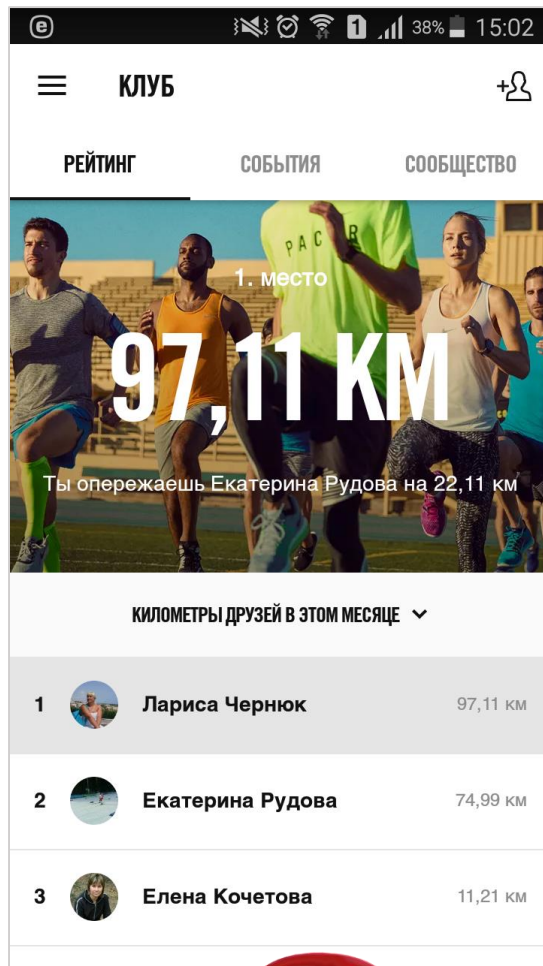 38% 15:02
1
КЛУБ
РЕЙТИНГ СОБЫТИЯ СООБЩЕСТВО
PACER
1. место
97,11 КМ
Ты опережаешь Екатерина Рудова на 22,11 км
КИЛОМЕТРЫ ДРУЗЕЙ В ЭТОМ МЕСЯЦЕ
1 Лариса Чернюк 97,11 км
2 Екатерина Рудова 74,99 км
3 Елена Кочетова 11,21 км